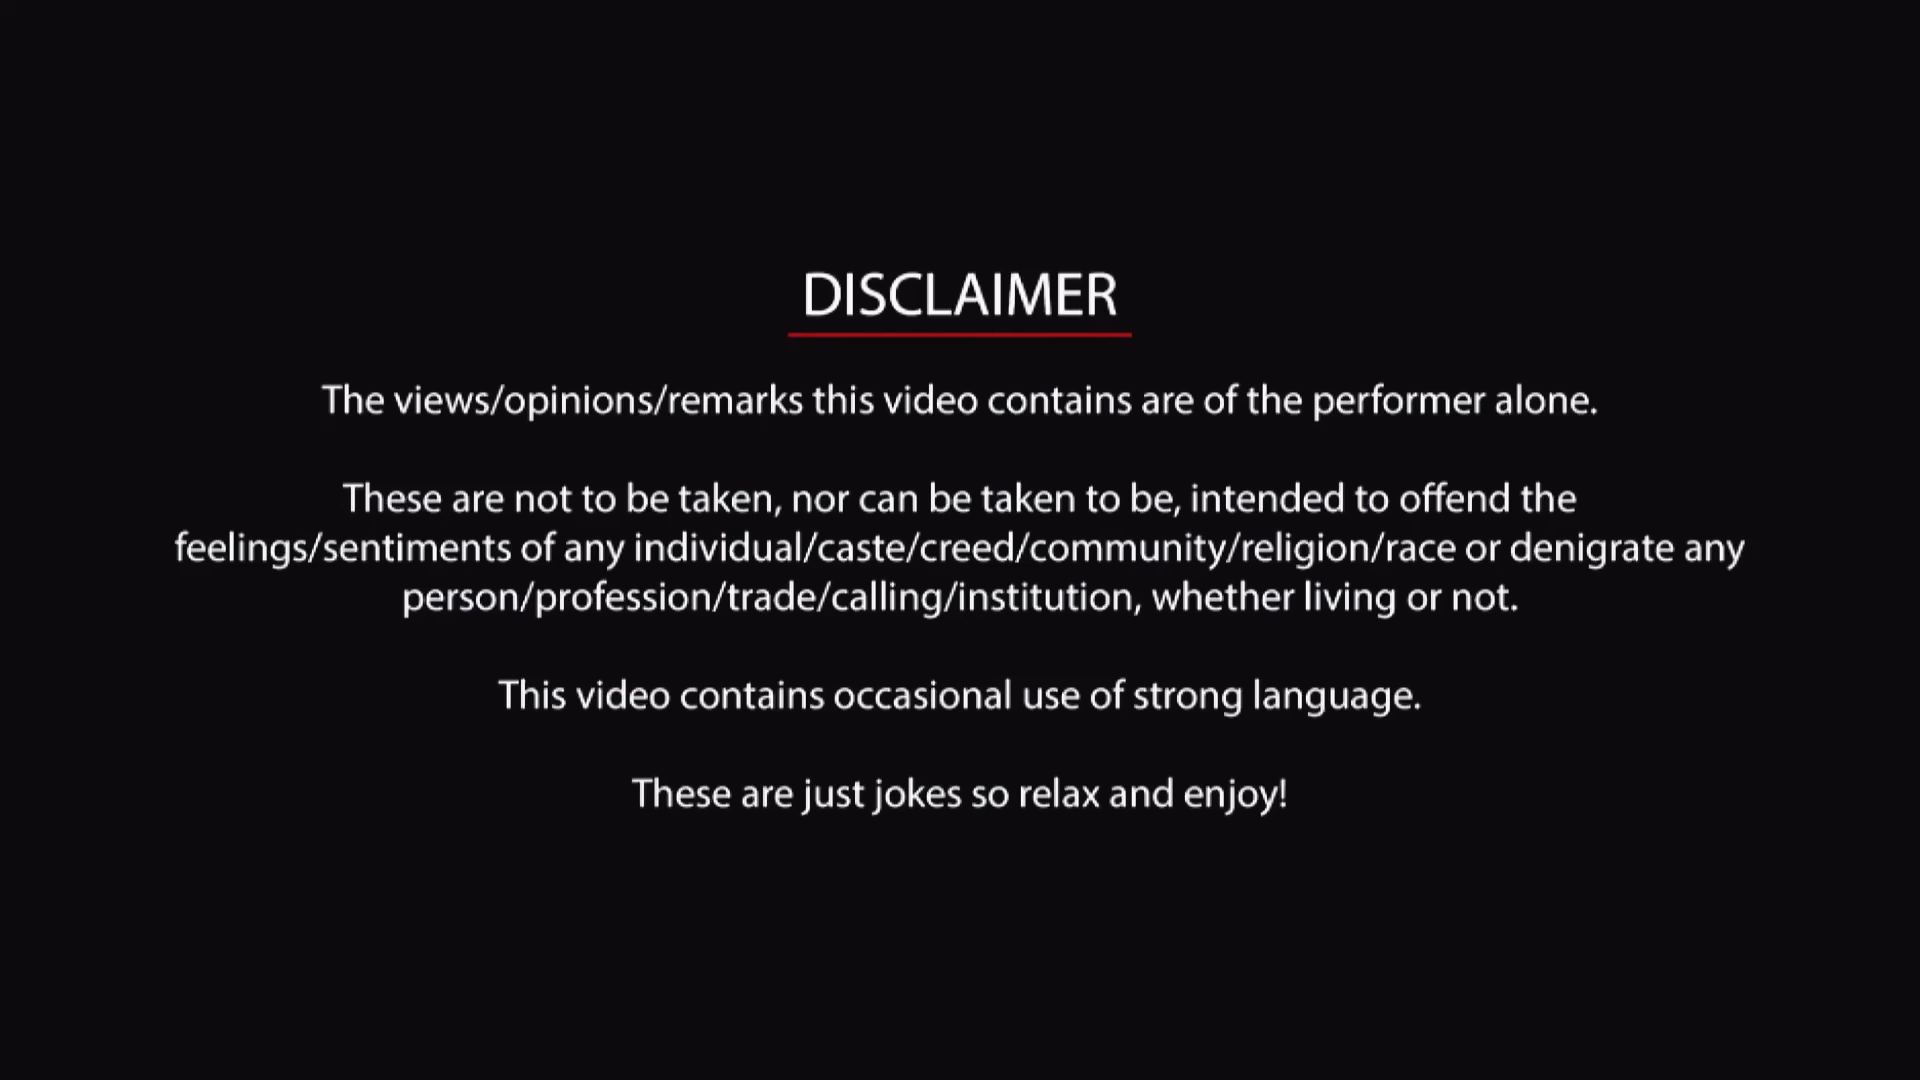 DISCLAIMER
The views/opinions/remarks this video contains are of the performer alone.
These are not to be taken, nor can be taken to be, intended to offend the
feelings/sentiments of any individual/caste/creed/community/religion/race or denigrate any
person/profession/trade/calling/institution, whether living or not.
This video contains occasional use of strong language.
These are just jokes so relax and enjoy!